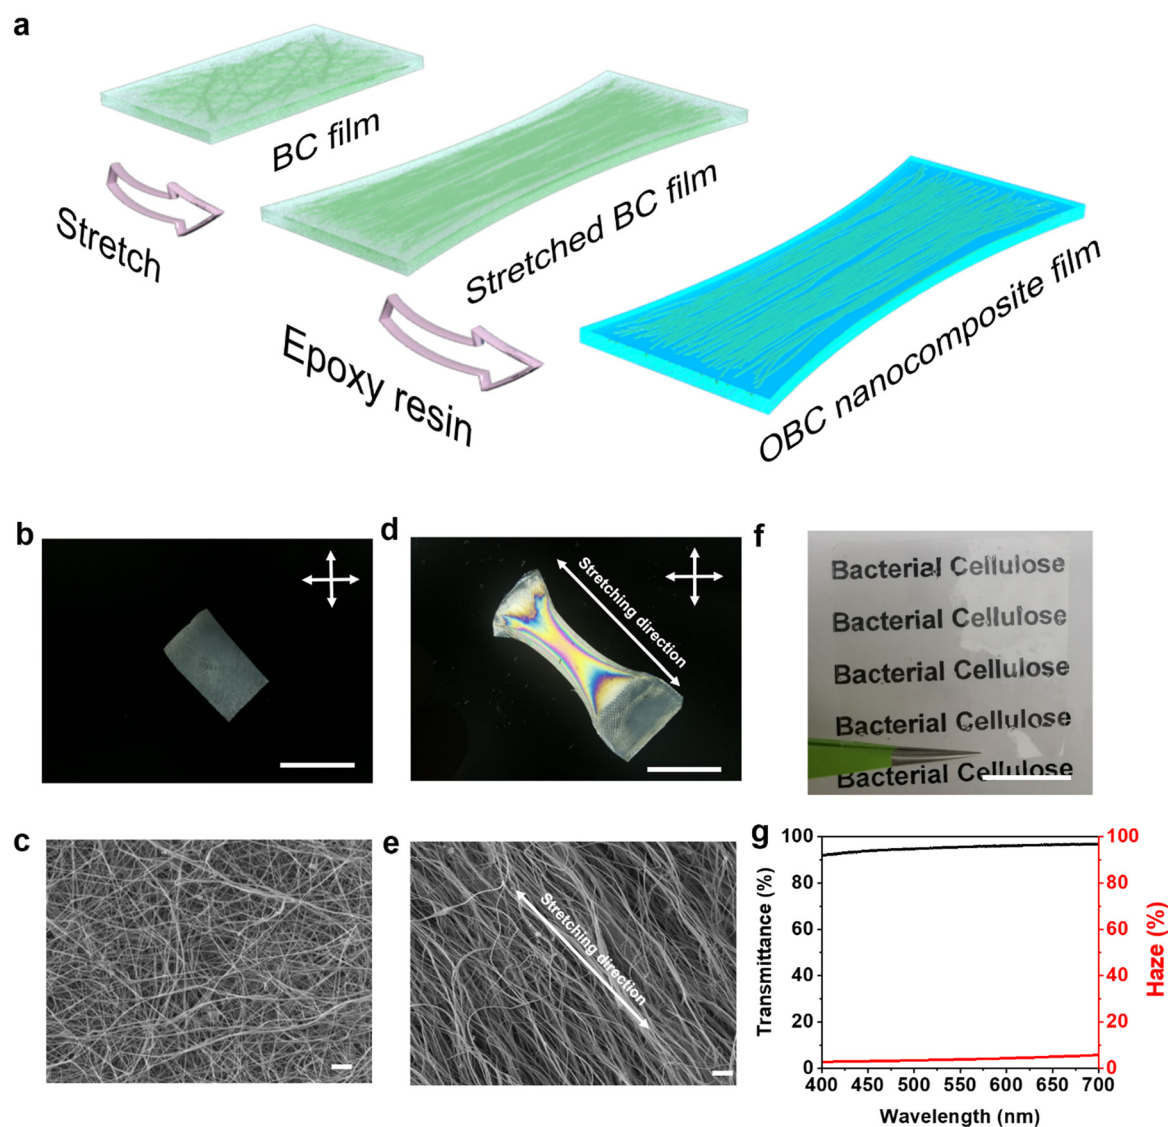 a
BC film
Stretch
Stretched BC film
Epoxy resin
OBC nanocomposite film
b
d
Stretching direction
f
Bacterial Cellulose
Bacterial Cellulose
Bacterial Cellulose
Bacterial Cellulose
Bacterial Cellulose
c
e
Stretching direction
g
100
80
60
40
20
0
Transmittance (%)
100
80
60
40
20
0
Haze (%)
400 450 500 550 600 650 700
Wavelength (nm)